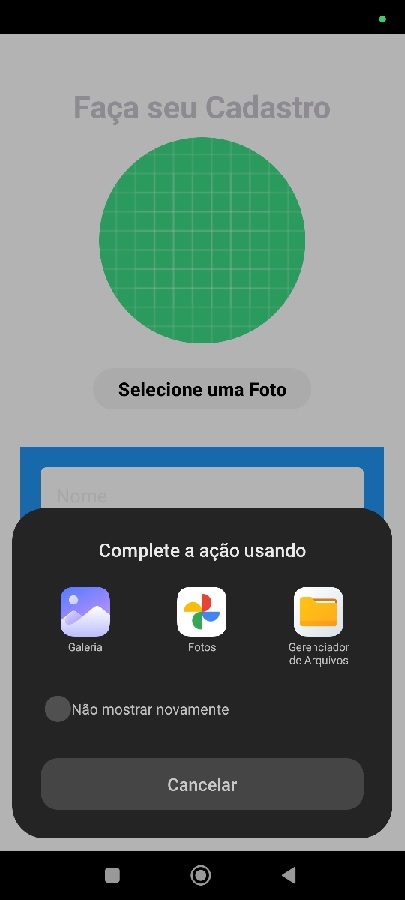 Faça seu Cadastro
Selecione uma Foto
Nome
Complete a ação usando
Galeria
Fotos
Gerenciador
de Arquivos
Não mostrar novamente
Cancelar